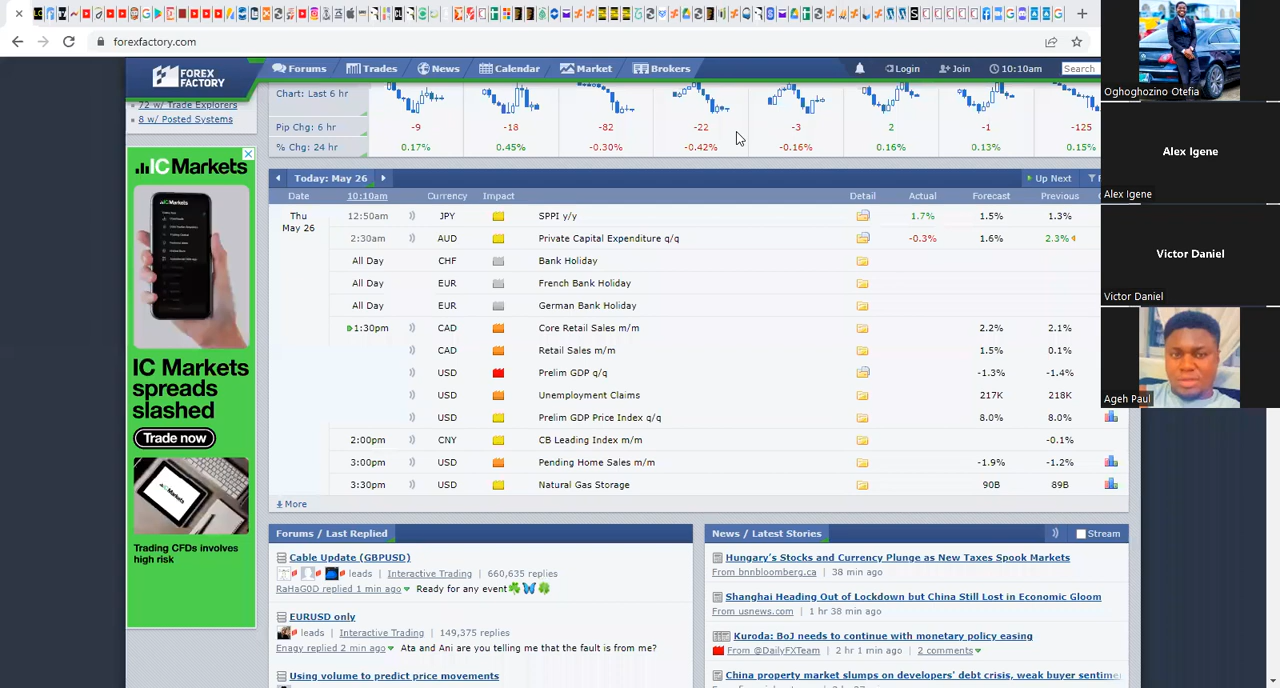 forexfactory.com
FOREX
FACTORY
Forums Trades News Calendar Market Brokers Login Join 10:10am Search
72 w/ Trade Explorers
8 w/ Posted Systems
Chart: Last 6 hr
Pip Chg: 6 hr -9 -18 -82 -22 -3 2 -1 -125
% Chg: 24 hr 0.17% 0.45% -0.30% -0.42% -0.16% 0.16% 0.13% 0.15%
Today: May 26 Up Next
Date 10:10am Currency Impact Detail Actual Forecast Previous
Thu
May 26
12:50am JPY SPPI y/y 1.7% 1.5% 1.3%
2:30am AUD Private Capital Expenditure q/q -0.3% 1.6% 2.3%
All Day CHF Bank Holiday
All Day EUR French Bank Holiday
All Day EUR German Bank Holiday
1:30pm CAD Core Retail Sales m/m 2.2% 2.1%
CAD Retail Sales m/m 1.5% 0.1%
USD Prelim GDP q/q -1.3% -1.4%
USD Unemployment Claims 217K 218K
USD Prelim GDP Price Index q/q 8.0% 8.0%
2:00pm CNY CB Leading Index m/m -0.1%
3:00pm USD Pending Home Sales m/m -1.9% -1.2%
3:30pm USD Natural Gas Storage 90B 89B
More
Forums / Last Replied
Cable Update (GBPUSD)
leads | Interactive Trading | 660,635 replies
RaHaG0D replied 1 min ago Ready for any event
EURUSD only
leads | Interactive Trading | 149,375 replies
Enagy replied 2 min ago Ata and Ani are you telling me that the fault is from me?
Using volume to predict price movements
News / Latest Stories Stream
Hungary's Stocks and Currency Plunge as New Taxes Spook Markets
From bnnbloomberg.ca | 38 min ago
Shanghai Heading Out of Lockdown but China Still Lost in Economic Gloom
From usnews.com | 1 hr 38 min ago
Kuroda: BoJ needs to continue with monetary policy easing
From @DailyFXTeam | 2 hr 1 min ago | 2 comments
China property market slumps on developers' debt crisis, weak buyer sentime
IC Markets
IC Markets
spreads
slashed
Trade now
ICMarkets
Trading CFDs involves
high risk
Oghoghozino Otefia
Alex Igene
Alex Igene
Victor Daniel
Victor Daniel
Ageh Paul